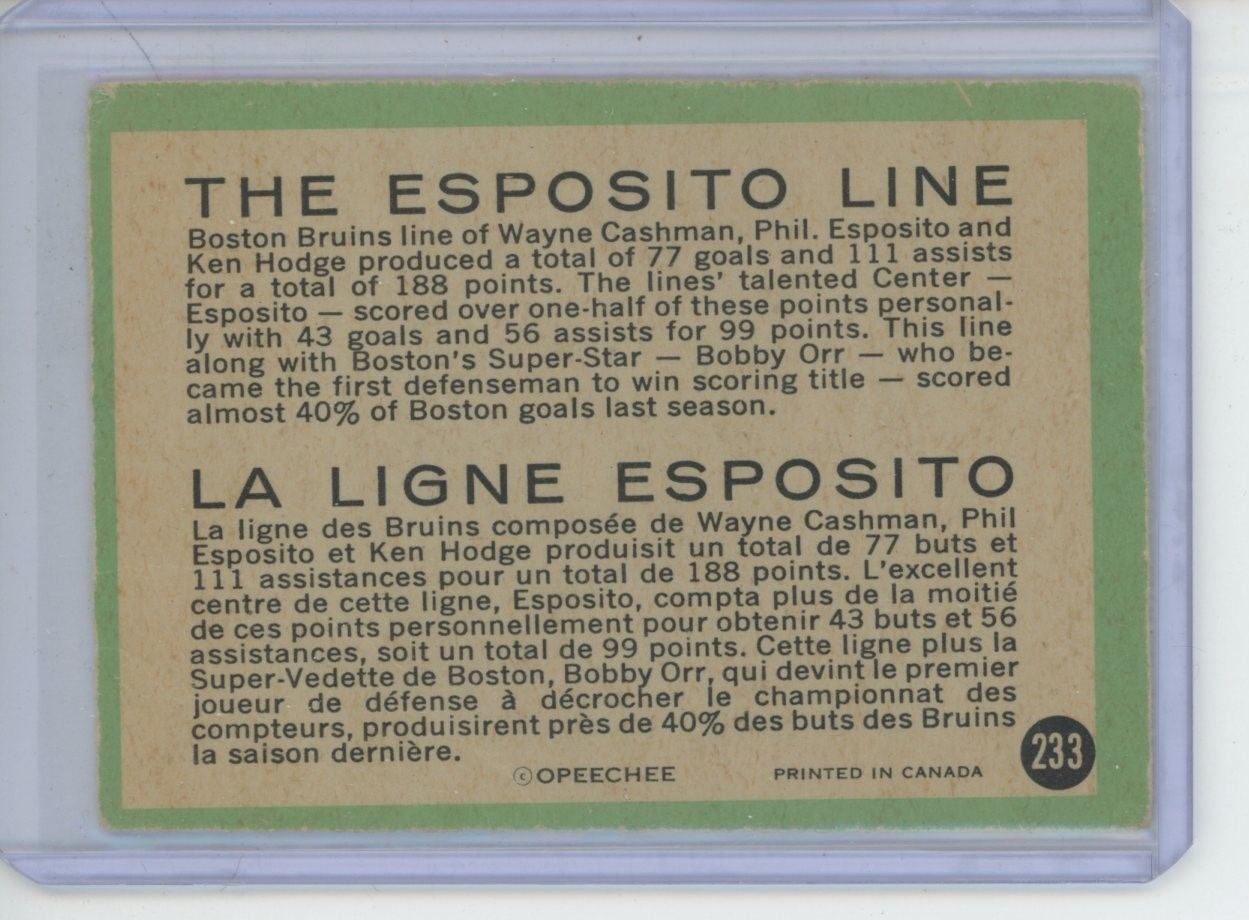 THE ESPOSITO LINE
Boston Bruins line of Wayne Cashman, Phil. Esposito and
Ken Hodge produced a total of 77 goals and 111 assists
for a total of 188 points. The lines' talented Center —
Esposito — scored over one-half of these points personal-
ly with 43 goals and 56 assists for 99 points. This line
along with Boston's Super-Star — Bobby Orr — who be-
came the first defenseman to win scoring title — scored
almost 40% of Boston goals last season.
LA LIGNE ESPOSITO
La ligne des Bruins composée de Wayne Cashman, Phil
Esposito et Ken Hodge produisit un total de 77 buts et
111 assistances pour un total de 188 points. L'excellent
centre de cette ligne, Esposito, compta plus de la moitié
de ces points personnellement pour obtenir 43 buts et 56
assistances, soit un total de 99 points. Cette ligne plus la
Super-Vedette de Boston, Bobby Orr, qui devint le premier
joueur de défense à décrocher le championnat des
compteurs, produisirent près de 40% des buts des Bruins
la saison dernière.
©OPEECHEE PRINTED IN CANADA 233